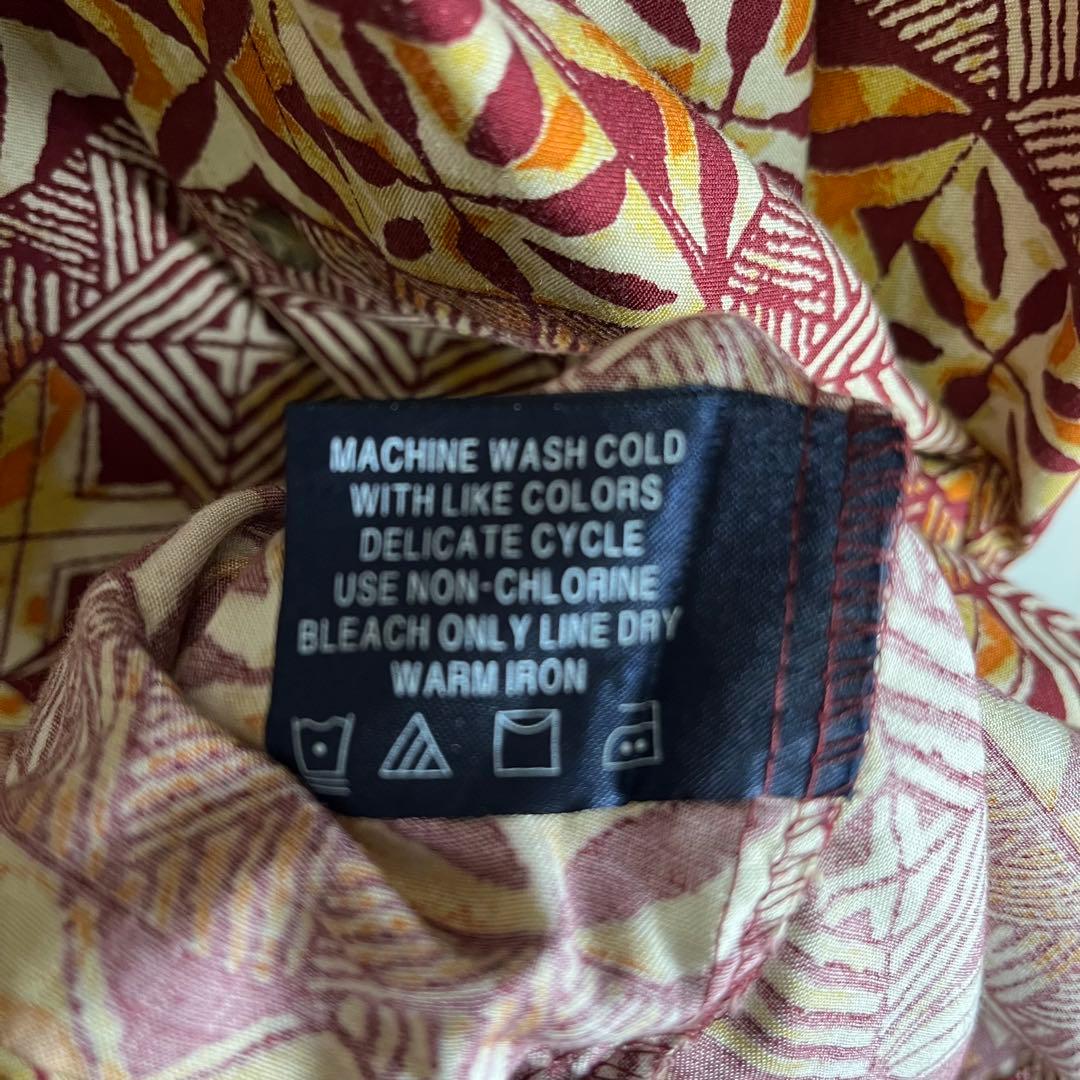 MACHINE WASH COLD
WITH LIKE COLORS
DELICATE CYCLE
USE NON-CHLORINE
BLEACH ONLY LINE DRY
WARM IRON